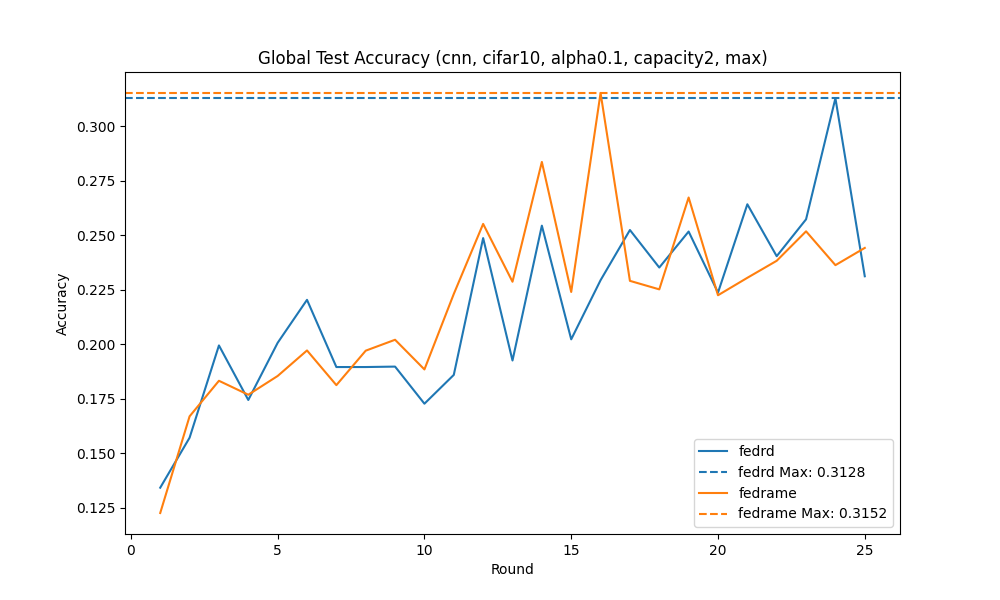 Global Test Accuracy (cnn, cifar10, alpha0.1, capacity2, max)
Accuracy
0.300
0.275
0.250
0.225
0.200
0.175
0.150
0.125
fedrd
fedrd Max: 0.3128
fedrame
fedrame Max: 0.3152
0 5 10 15 20 25
Round